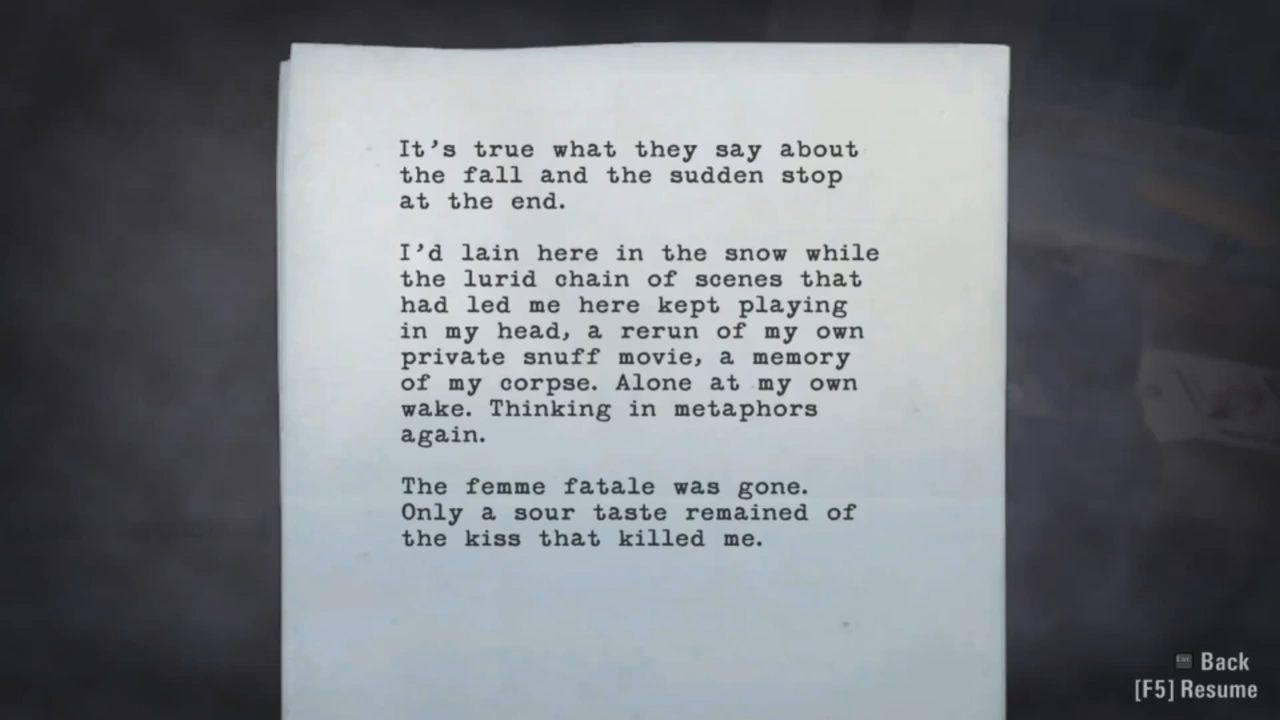 It's true what they say about
the fall and the sudden stop
at the end.
I'd lain here in the snow while
the lurid chain of scenes that
had led me here kept playing
in my head, a rerun of my own
private snuff movie, a memory
of my corpse. Alone at my own
wake. Thinking in metaphors
again.
The femme fatale was gone.
Only a sour taste remained of
the kiss that killed me.
Esc Back
[F5] Resume